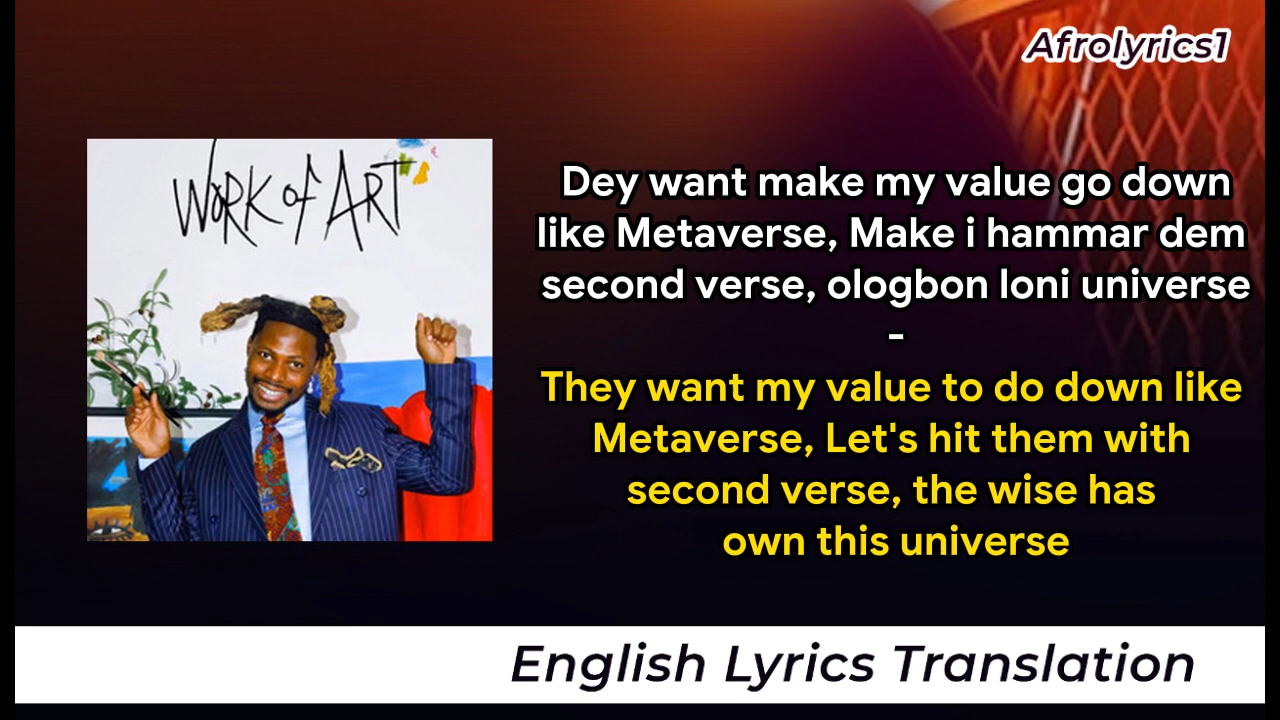 Afrolyrics1
WORK of ART
Dey want make my value go down
like Metaverse, Make i hammar dem
second verse, ologbon loni universe
-
They want my value to do down like
Metaverse, Let's hit them with
second verse, the wise has
own this universe
English Lyrics Translation